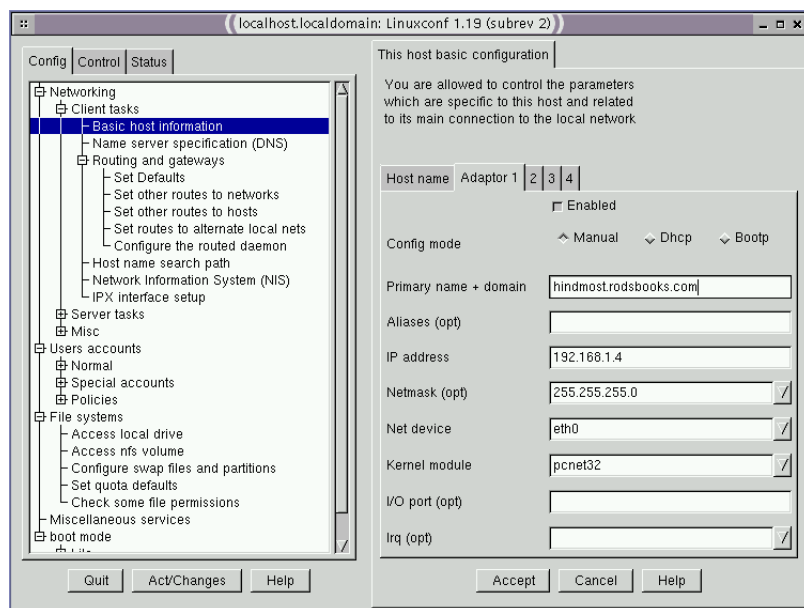 localhost.localdomain: Linuxconf 1.19 (subrev 2)
Config Control Status
Networking
Client tasks
Basic host information
Name server specification (DNS)
Routing and gateways
Set Defaults
Set other routes to networks
Set other routes to hosts
Set routes to alternate local nets
Configure the routed daemon
Host name search path
Network Information System (NIS)
IPX interface setup
Server tasks
Misc
Users accounts
Normal
Special accounts
Policies
File systems
Access local drive
Access nfs volume
Configure swap files and partitions
Set quota defaults
Check some file permissions
Miscellaneous services
boot mode
Quit Act/Changes Help
This host basic configuration
You are allowed to control the parameters
which are specific to this host and related
to its main connection to the local network
Host name Adaptor 1 2 3 4
Enabled
Config mode Manual Dhcp Bootp
Primary name + domain hindmost.rodsbooks.com
Aliases (opt)
IP address 192.168.1.4
Netmask (opt) 255.255.255.0
Net device eth0
Kernel module pcnet32
I/O port (opt)
Irq (opt)
Accept Cancel Help